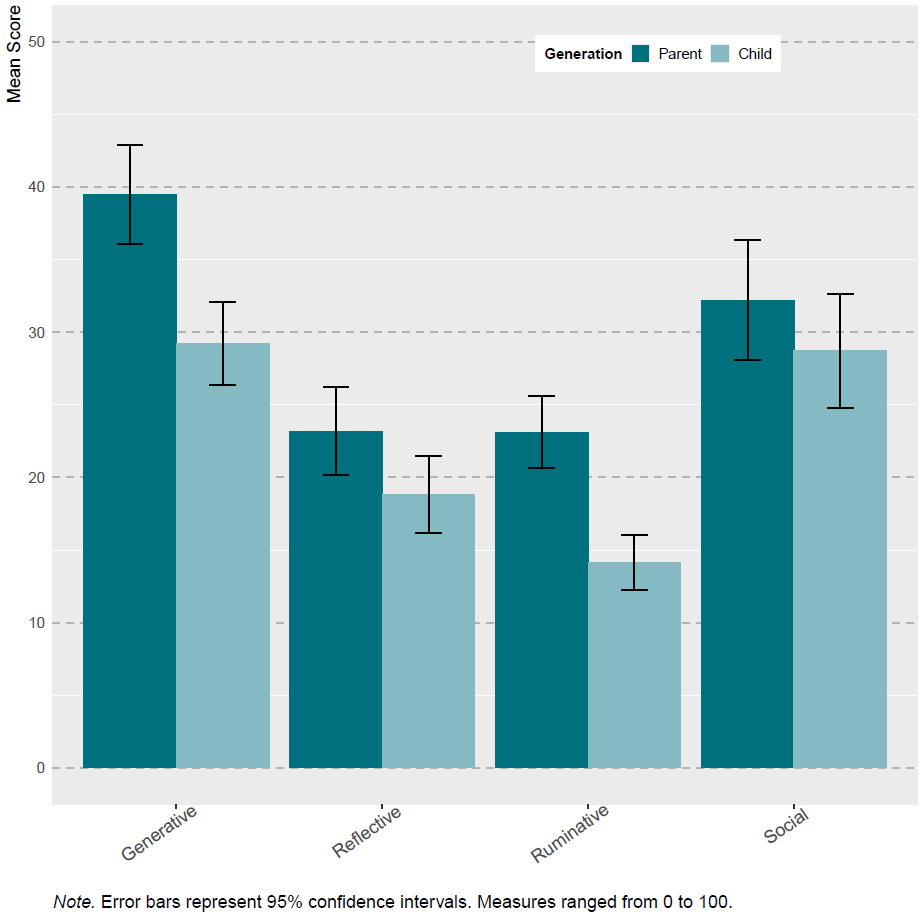 Mean Score
50
40
30
20
10
0
Generation Parent Child
Generative
Reflective
Ruminative
Social
Note. Error bars represent 95% confidence intervals. Measures ranged from 0 to 100.